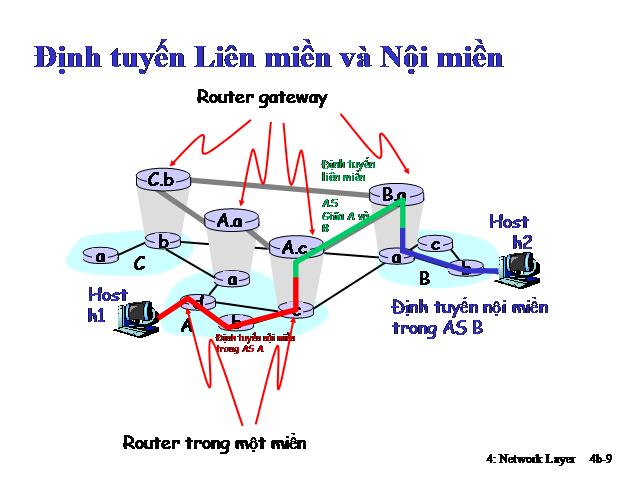 Định tuyến Liên miền và Nội miền
Router gateway
Định tuyến
liên miền
AS
Giữa A và
B
C.b
B.a
A.a
A.c
Host
h2
a
b
C
a
c
b
B
a
Host
h1
d
A
b
c
Định tuyến nội miền
trong AS A
Định tuyến nội miền
trong AS B
Router trong một miền
4: Network Layer 4b-9